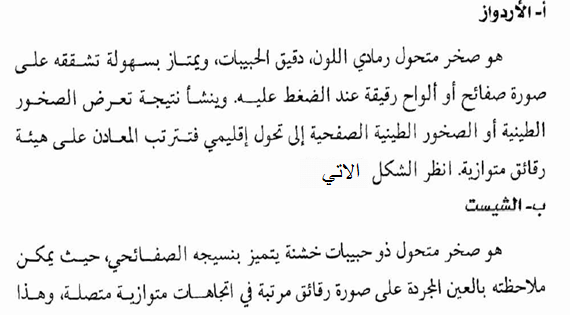 أ- الأردواز
هو صخر متحول رمادي اللون، دقيق الحبيبات، ويمتاز بسهولة تشققه على
صورة صفائح أو ألواح رقيقة عند الضغط عليه. وينشأ نتيجة تعرض الصخور
الطينية أو الصخور الطينية الصفحية إلى تحول إقليمي فتترتب المعادن على هيئة
رقائق متوازية. انظر الشكل الاتي
ب- الشيست
هو صخر متحول ذو حبيبات خشنة يتميز بنسيجه الصفائحي، حيث يمكن
ملاحظته بالعين المجردة على صورة رقائق مرتبة في اتجاهات متوازية متصلة، وهذا